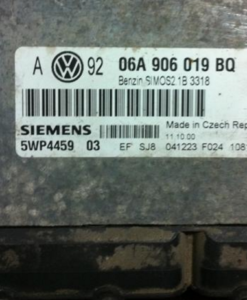 A VW 92 06A 906 019 BQ
Benzin SIMOS2.1B 3318
SIEMENS Made in Czech Rep
11.10.00
5WP4459 03 EF SJ8 041223 F024 108